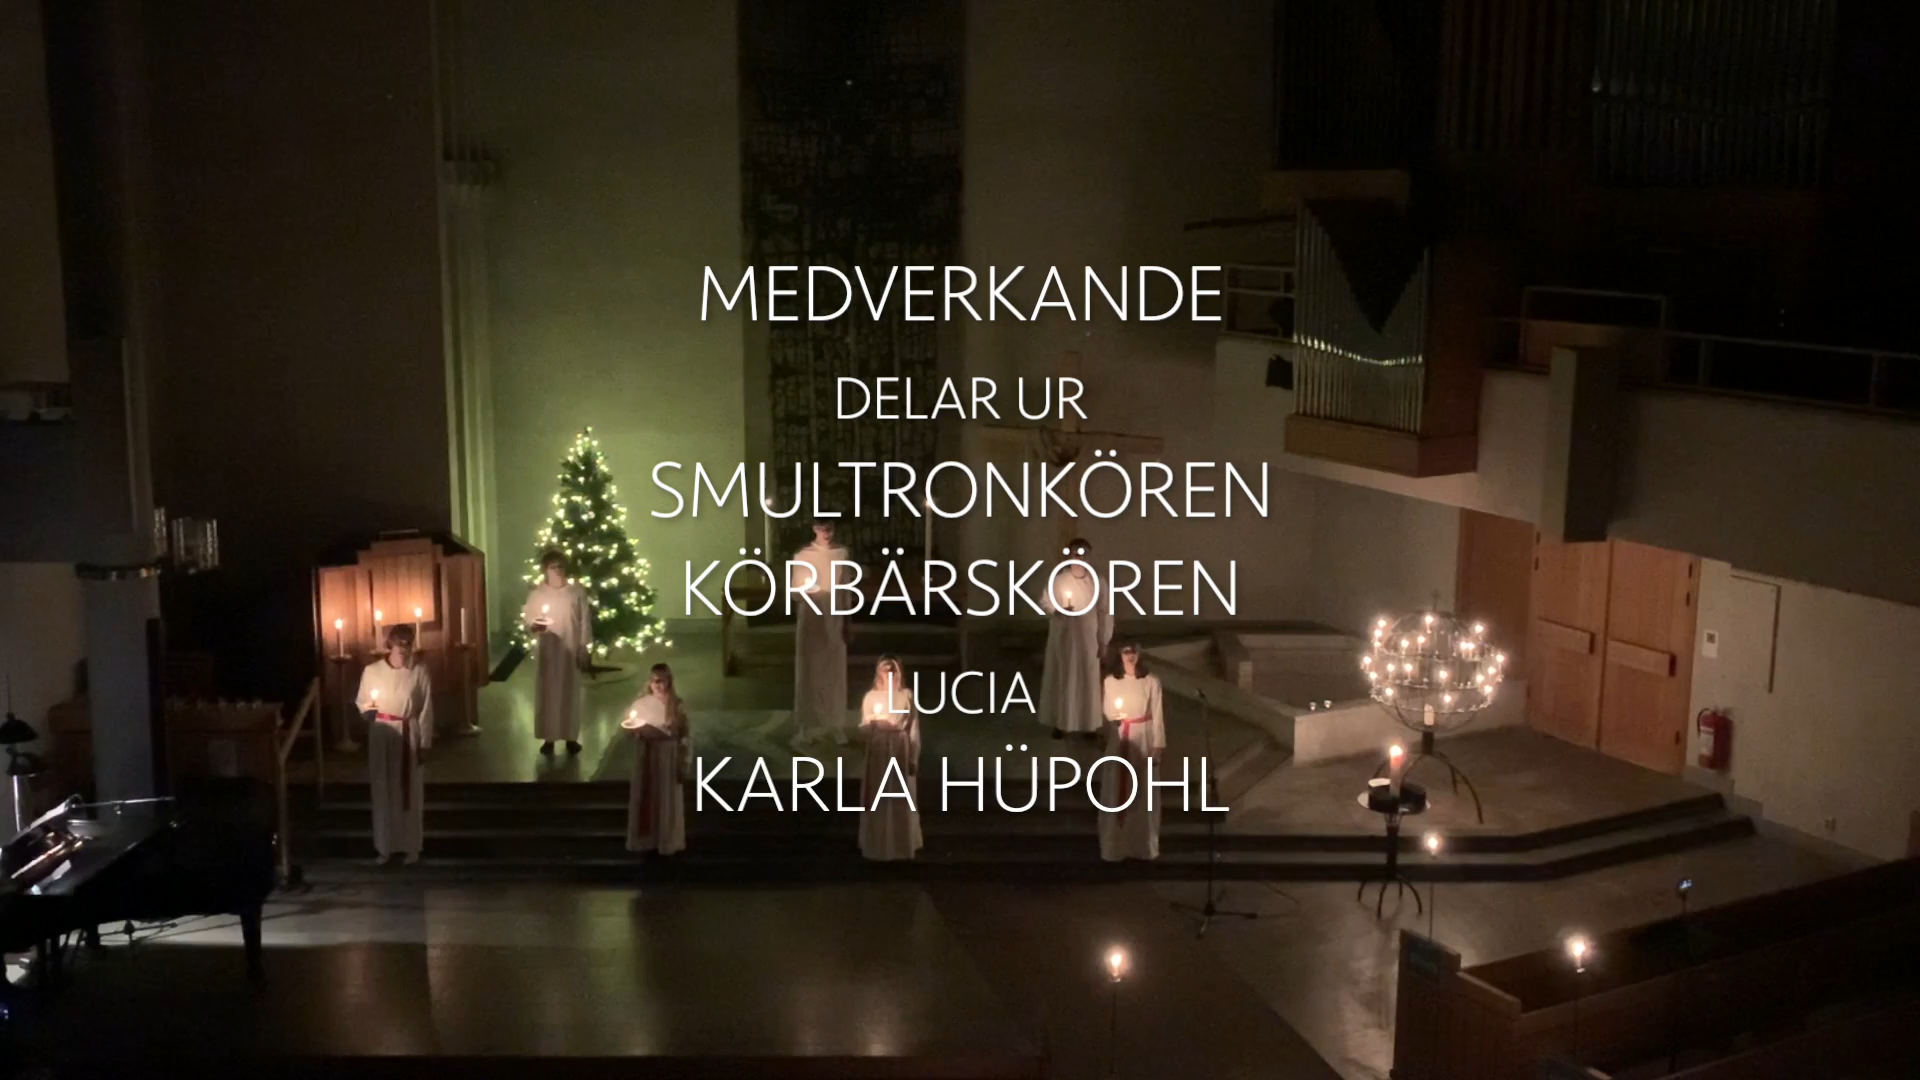 MEDVERKANDE
DELAR UR
SMULTRONKÖREN
KÖRBÄRSKÖREN
LUCIA
KARLA HÜPOHL